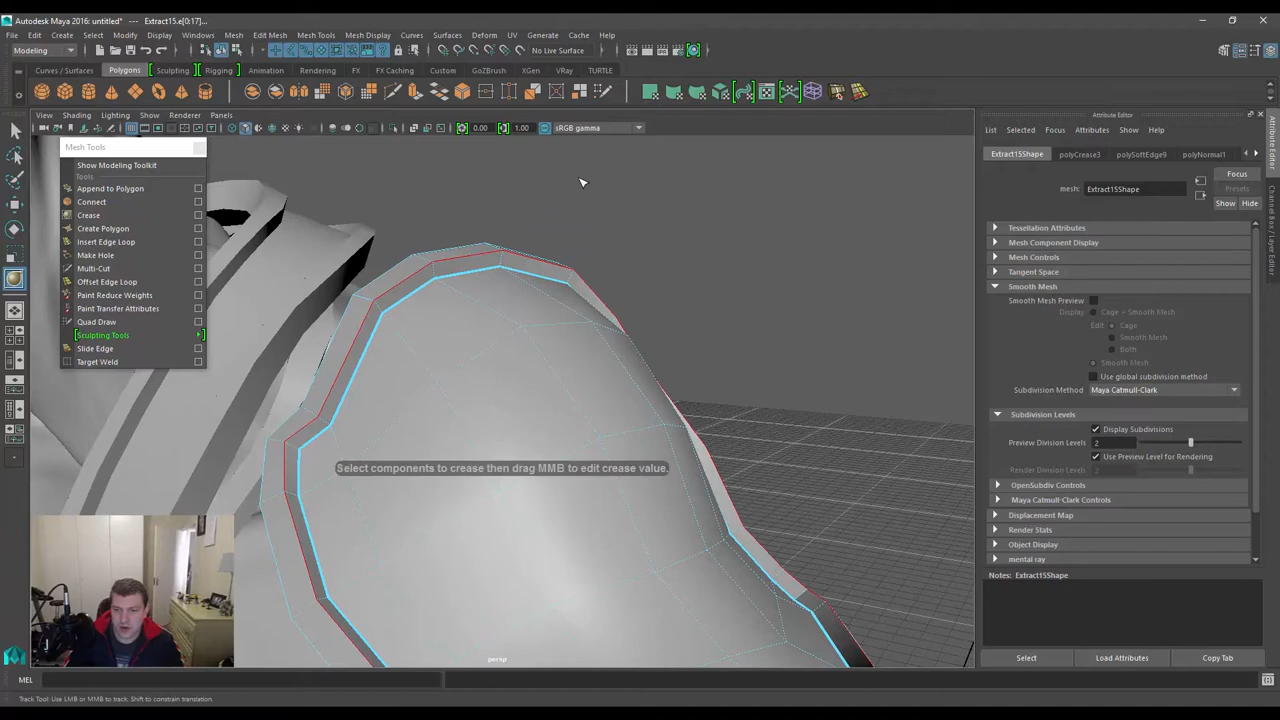 Autodesk Maya 2016: untitled*   ---   Extract15.e[0:17]...
File Edit Create Select Modify Display Windows Mesh Edit Mesh Mesh Tools Mesh Display Curves Surfaces Deform UV Generate Cache Help
Modeling No Live Surface
Curves / Surfaces Polygons Sculpting Rigging Animation Rendering FX FX Caching Custom GoZBrush XGen VRay TURTLE
View Shading Lighting Show Renderer Panels
0.00 1.00 sRGB gamma
Mesh Tools
Show Modeling Toolkit
Tools
Append to Polygon
Connect
Crease
Create Polygon
Insert Edge Loop
Make Hole
Multi-Cut
Offset Edge Loop
Paint Reduce Weights
Paint Transfer Attributes
Quad Draw
Sculpting Tools
Slide Edge
Target Weld
Select components to crease then drag MMB to edit crease value.
persp
Attribute Editor
List Selected Focus Attributes Show Help
Extract15Shape polyCrease3 polySoftEdge9 polyNormal1
Focus
Presets
mesh: Extract15Shape
Show Hide
Tessellation Attributes
Mesh Component Display
Mesh Controls
Tangent Space
Smooth Mesh
Smooth Mesh Preview
Display Cage + Smooth Mesh
Edit Cage
Smooth Mesh
Both
Smooth Mesh
Use global subdivision method
Subdivision Method Maya Catmull-Clark
Subdivision Levels
Display Subdivisions
Preview Division Levels 2
Use Preview Level for Rendering
Render Division Levels 2
OpenSubdiv Controls
Maya Catmull-Clark Controls
Displacement Map
Render Stats
Object Display
mental ray
Notes: Extract15Shape
Select Load Attributes Copy Tab
Attribute Editor
Channel Box / Layer Editor
MEL
Track Tool: Use LMB or MMB to track. Shift to constrain translation.